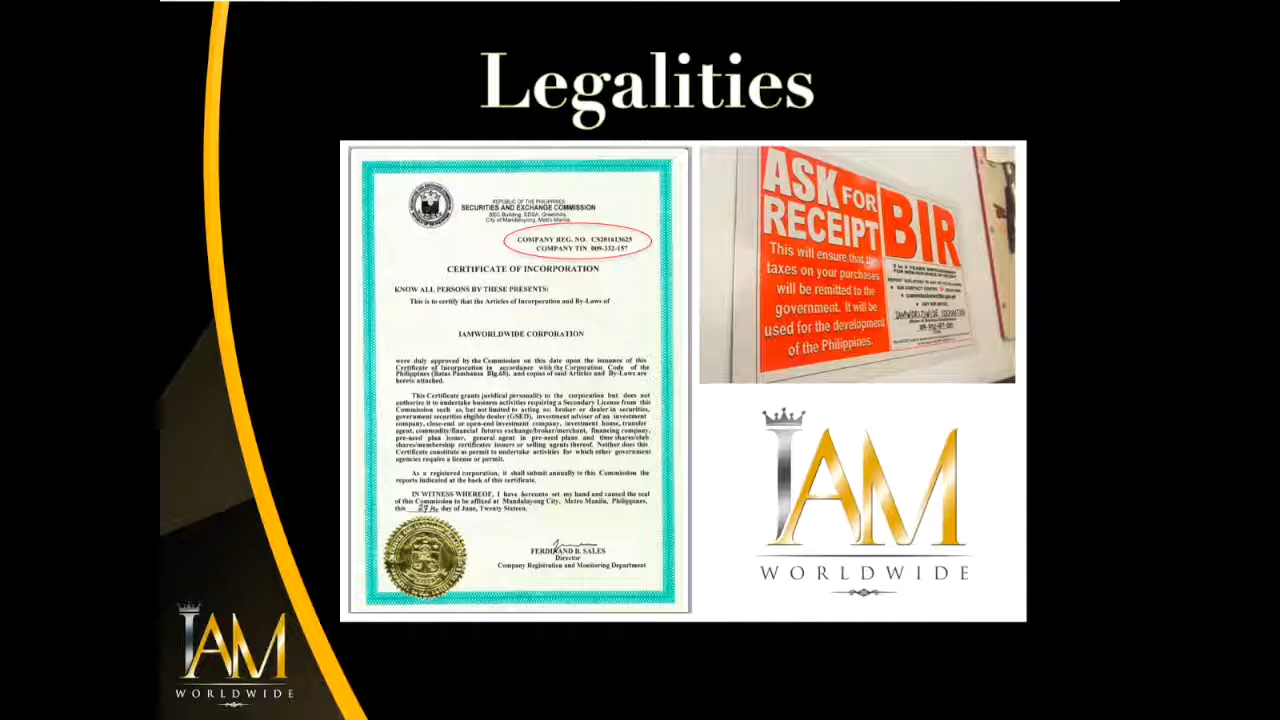 Legalities
REPUBLIC OF THE PHILIPPINES
SECURITIES AND EXCHANGE COMMISSION
SEC Building, EDSA, Greenhills
City of Mandaluyong, Metro Manila
COMPANY REG. NO. CS201613625
COMPANY TIN 009-332-157
CERTIFICATE OF INCORPORATION
KNOW ALL PERSONS BY THESE PRESENTS:
This is to certify that the Articles of Incorporation and By-Laws of
IAMWORLDWIDE CORPORATION
were duly approved by the Commission on this date upon the issuance of this
Certificate of Incorporation in accordance with the Corporation Code of the
Philippines (Batas Pambansa Blg.68), and copies of said Articles and By-Laws are
hereto attached.
This Certificate grants juridical personality to the corporation but does not
authorize it to undertake business activities requiring a Secondary License from this
Commission such as, but not limited to acting as: broker or dealer in securities,
government securities eligible dealer (GSED), investment adviser of an investment
company, close-end or open-end investment company, investment house, transfer
agent, commodity/financial futures exchange/broker/merchant, financing company,
pre-need plan issuer, general agent in pre-need plans and time shares/club
shares/membership certificates issuers or selling agents thereof. Neither does this
Certificate constitute as permit to undertake activities for which other government
agencies require a license or permit.
As a registered corporation, it shall submit annually to this Commission the
reports indicated at the back of this certificate.
IN WITNESS WHEREOF, I have hereunto set my hand and caused the seal
of this Commission to be affixed at Mandaluyong City, Metro Manila, Philippines,
this 29th day of June, Twenty Sixteen.
FERDINAND B. SALES
Director
Company Registration and Monitoring Department
ASK FOR
RECEIPT
This will ensure that the
taxes on your purchases
will be remitted to the
government. It will be
used for the development
of the Philippines.
BIR
IAMWORLDWIDE CORPORATION
IAM
WORLDWIDE
IAM
WORLDWIDE